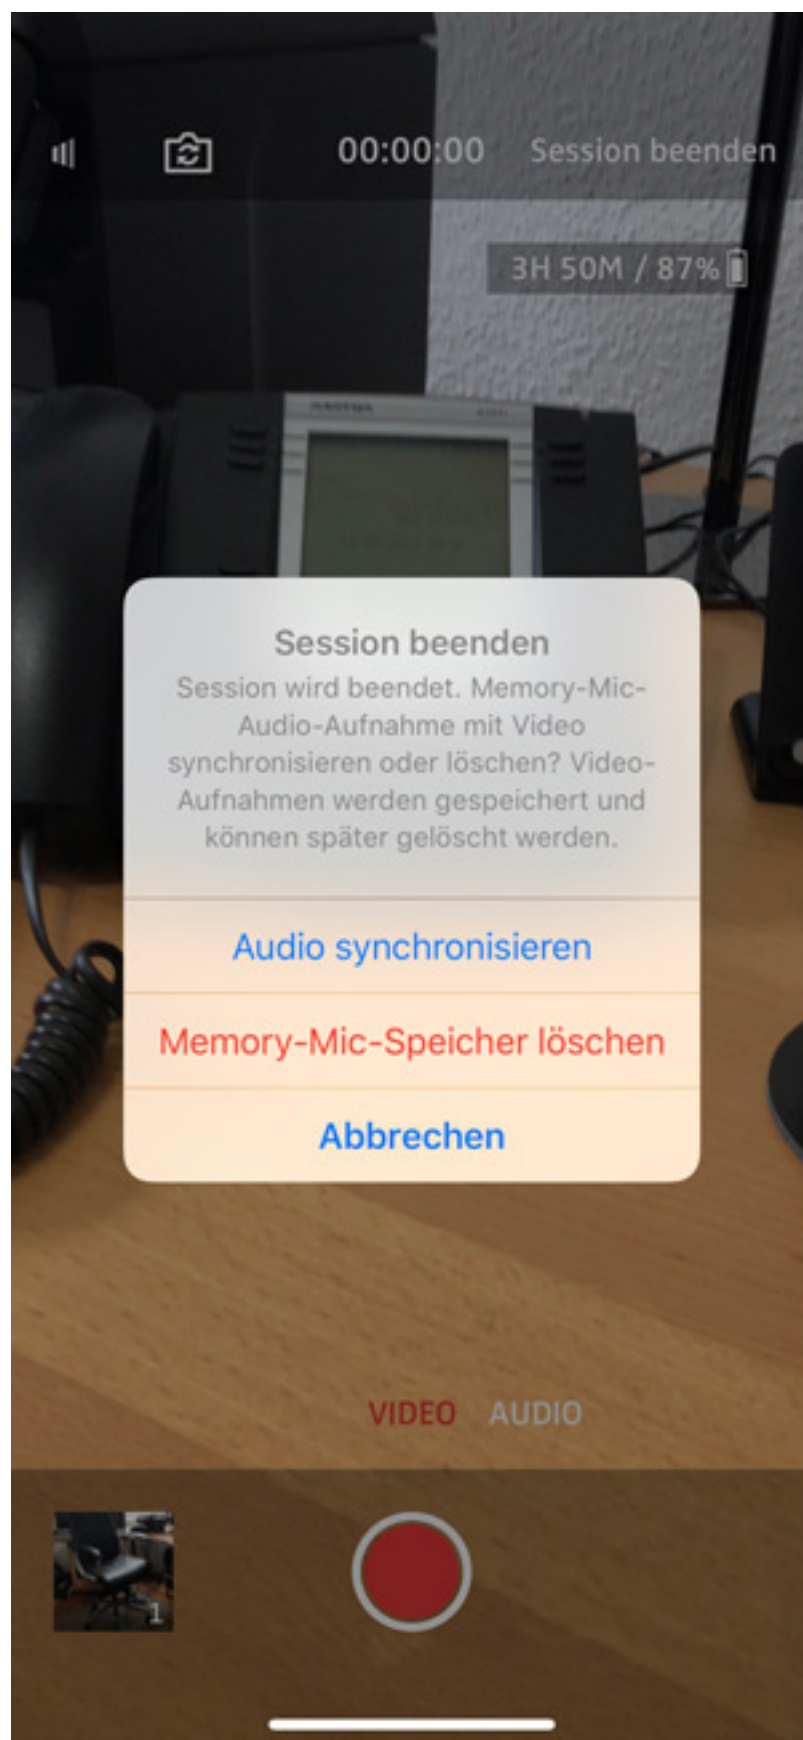 00:00:00 Session beenden
3H 50M / 87%
Session beenden
Session wird beendet. Memory-Mic-
Audio-Aufnahme mit Video
synchronisieren oder löschen? Video-
Aufnahmen werden gespeichert und
können später gelöscht werden.
Audio synchronisieren
Memory-Mic-Speicher löschen
Abbrechen
VIDEO AUDIO
1